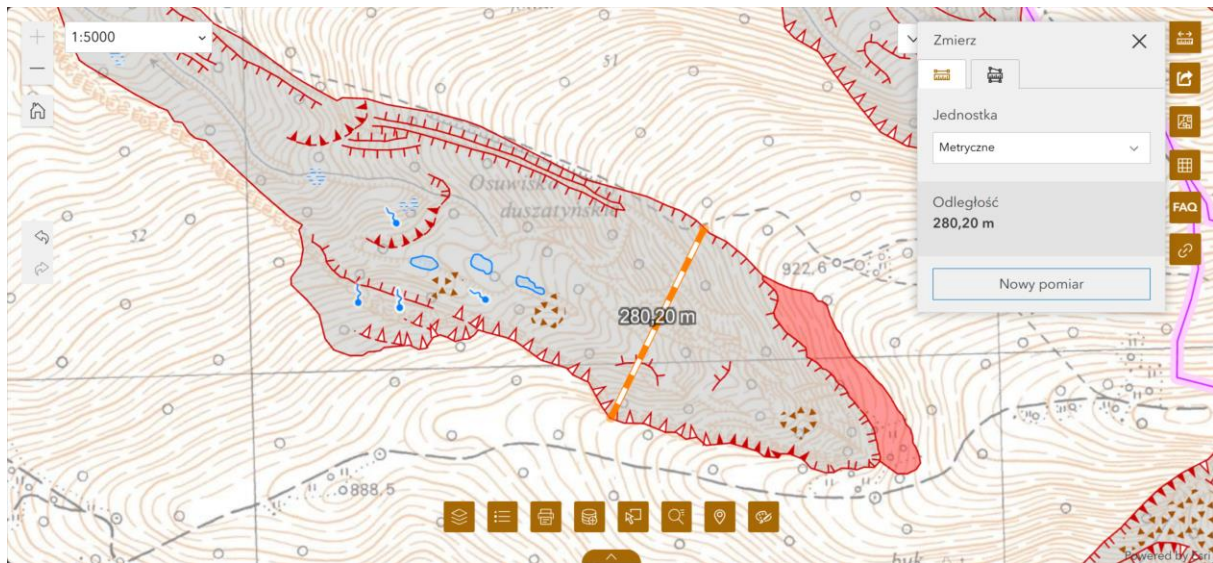 1:5000
51
Zmierz
Jednostka
Metryczne
Odległość
280,20 m
FAQ
Nowy pomiar
Osuwiska
duszatyńskie
52
922,6
280,20 m
888,5
buk
Powered by Esri